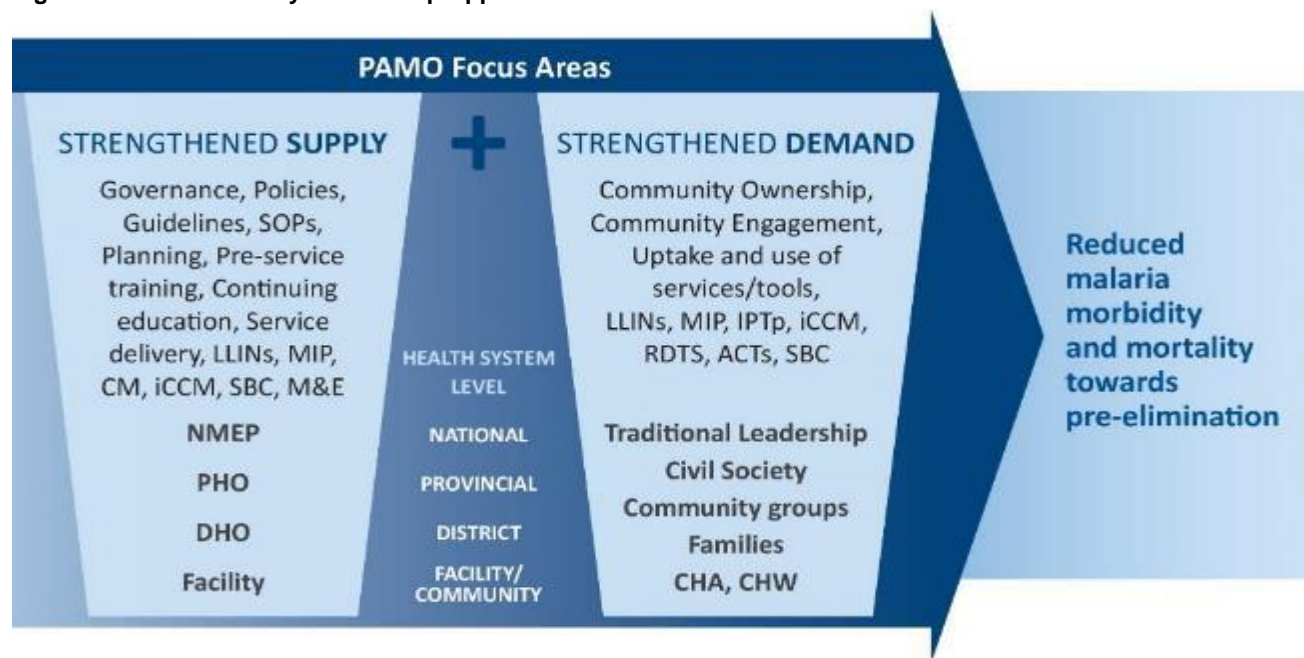 PAMO Focus Areas
STRENGTHENED SUPPLY
Governance, Policies,
Guidelines, SOPs,
Planning, Pre-service
training, Continuing
education, Service
delivery, LLINs, MIP,
CM, iCCM, SBC, M&E
NMEP
PHO
DHO
Facility
+
HEALTH SYSTEM
LEVEL
NATIONAL
PROVINCIAL
DISTRICT
FACILITY/
COMMUNITY
STRENGTHENED DEMAND
Community Ownership,
Community Engagement,
Uptake and use of
services/tools,
LLINs, MIP, IPTp, iCCM,
RDTS, ACTs, SBC
Traditional Leadership
Civil Society
Community groups
Families
CHA, CHW
Reduced
malaria
morbidity
and mortality
towards
pre-elimination